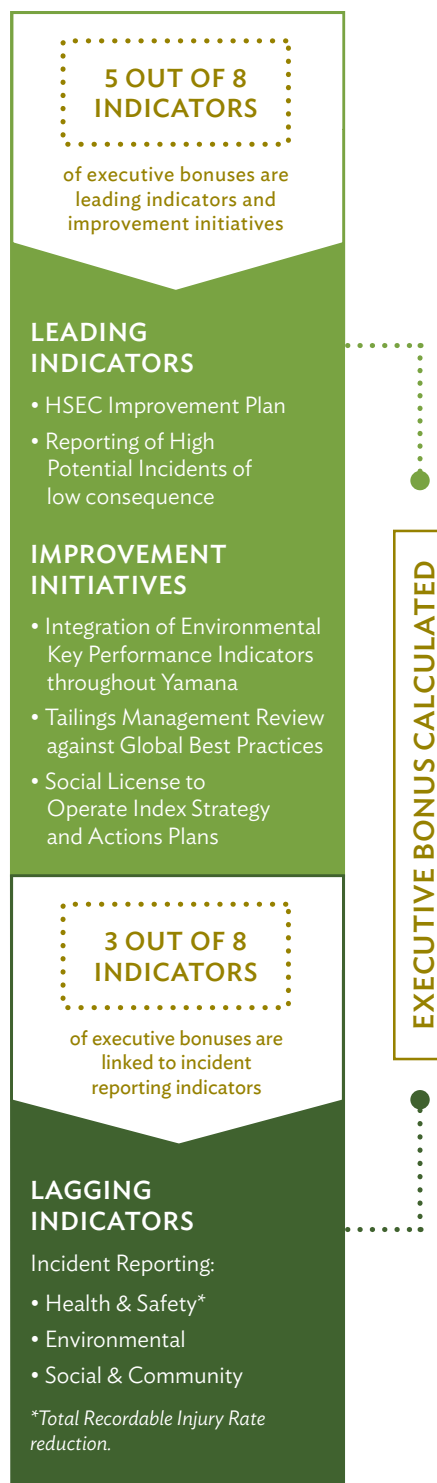 5 OUT OF 8
INDICATORS
of executive bonuses are
leading indicators and
improvement initiatives
LEADING
INDICATORS
• HSEC Improvement Plan
• Reporting of High
Potential Incidents of
low consequence
IMPROVEMENT
INITIATIVES
• Integration of Environmental
Key Performance Indicators
throughout Yamana
• Tailings Management Review
against Global Best Practices
• Social License to
Operate Index Strategy
and Actions Plans
3 OUT OF 8
INDICATORS
of executive bonuses are
linked to incident
reporting indicators
LAGGING
INDICATORS
Incident Reporting:
• Health & Safety*
• Environmental
• Social & Community
*Total Recordable Injury Rate
reduction.
EXECUTIVE BONUS CALCULATED